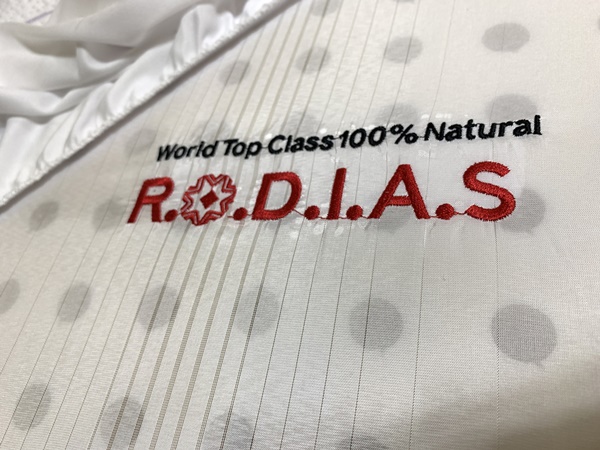 World Top Class 100% Natural
R.O.D.I.A.S